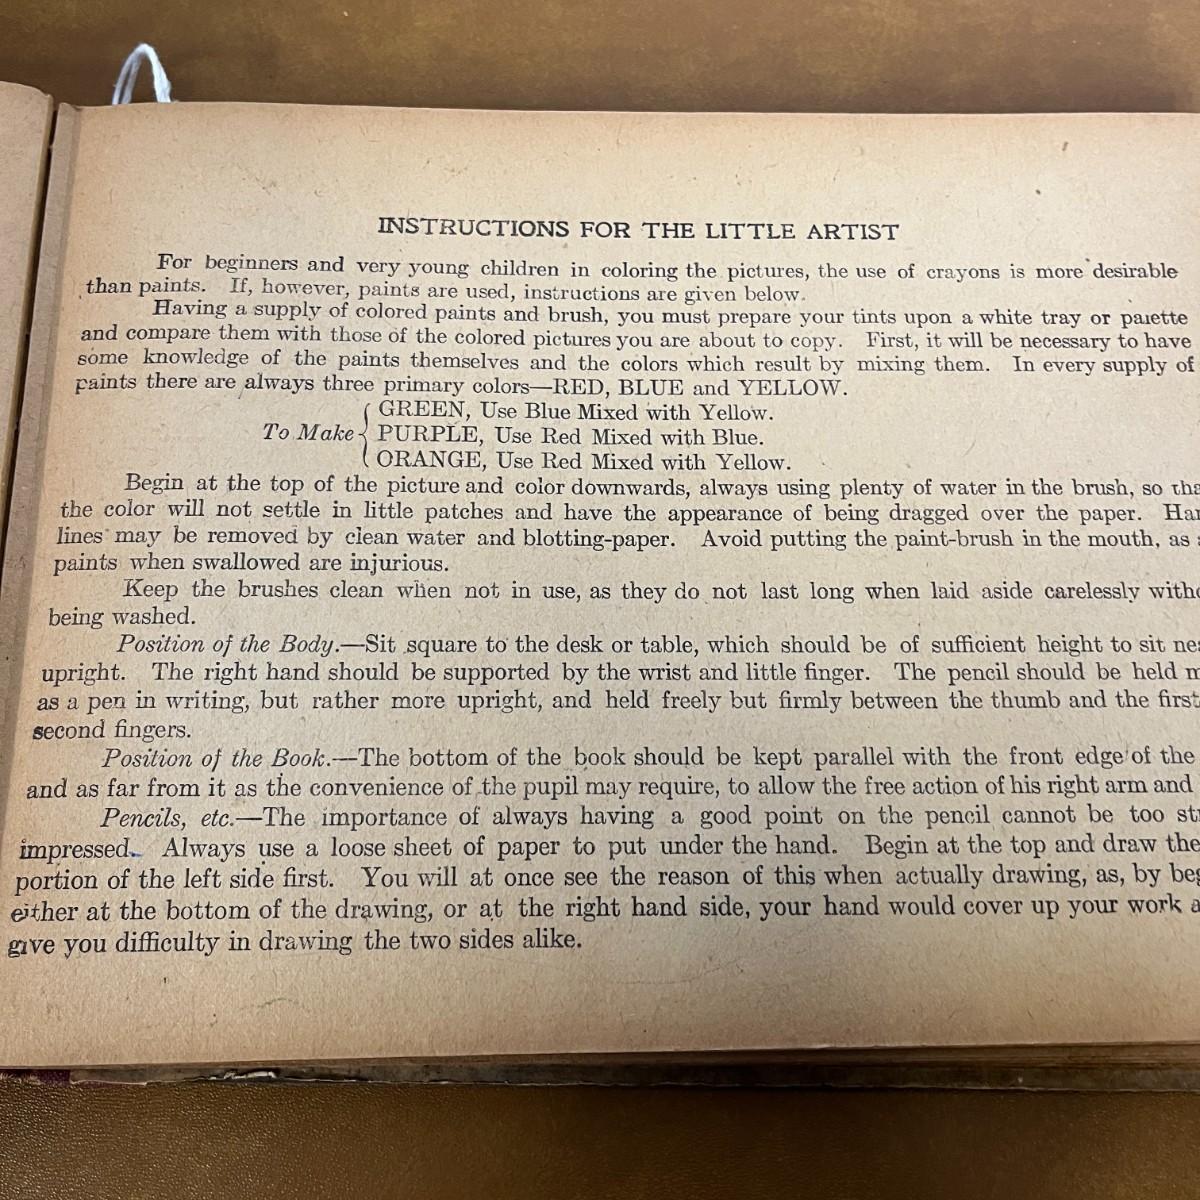 INSTRUCTIONS FOR THE LITTLE ARTIST
For beginners and very young children in coloring the pictures, the use of crayons is more desirable
than paints. If, however, paints are used, instructions are given below.
Having a supply of colored paints and brush, you must prepare your tints upon a white tray or palette
and compare them with those of the colored pictures you are about to copy. First, it will be necessary to have
some knowledge of the paints themselves and the colors which result by mixing them. In every supply of
paints there are always three primary colors—RED, BLUE and YELLOW.
GREEN, Use Blue Mixed with Yellow.
To Make { PURPLE, Use Red Mixed with Blue.
ORANGE, Use Red Mixed with Yellow.
Begin at the top of the picture and color downwards, always using plenty of water in the brush, so
the color will not settle in little patches and have the appearance of being dragged over the paper.
lines may be removed by clean water and blotting-paper. Avoid putting the paint-brush in the mouth, as
paints when swallowed are injurious.
Keep the brushes clean when not in use, as they do not last long when laid aside carelessly
being washed.
Position of the Body.—Sit square to the desk or table, which should be of sufficient height to sit
upright. The right hand should be supported by the wrist and little finger. The pencil should be held
as a pen in writing, but rather more upright, and held freely but firmly between the thumb and the first
second fingers.
Position of the Book.—The bottom of the book should be kept parallel with the front edge of the
and as far from it as the convenience of the pupil may require, to allow the free action of his right arm and
Pencils, etc.—The importance of always having a good point on the pencil cannot be too
impressed. Always use a loose sheet of paper to put under the hand. Begin at the top and draw the
portion of the left side first. You will at once see the reason of this when actually drawing, as, by
either at the bottom of the drawing, or at the right hand side, your hand would cover up your work
give you difficulty in drawing the two sides alike.